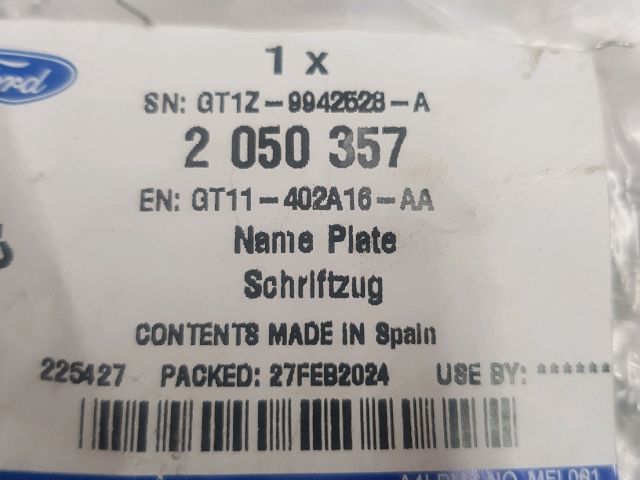 Ford
1 x
SN: GT1Z-9942528-A
2 050 357
EN: GT11-402A16-AA
Name Plate
Schriftzug
CONTENTS MADE IN Spain
225427 PACKED: 27FEB2024 USE BY: ******